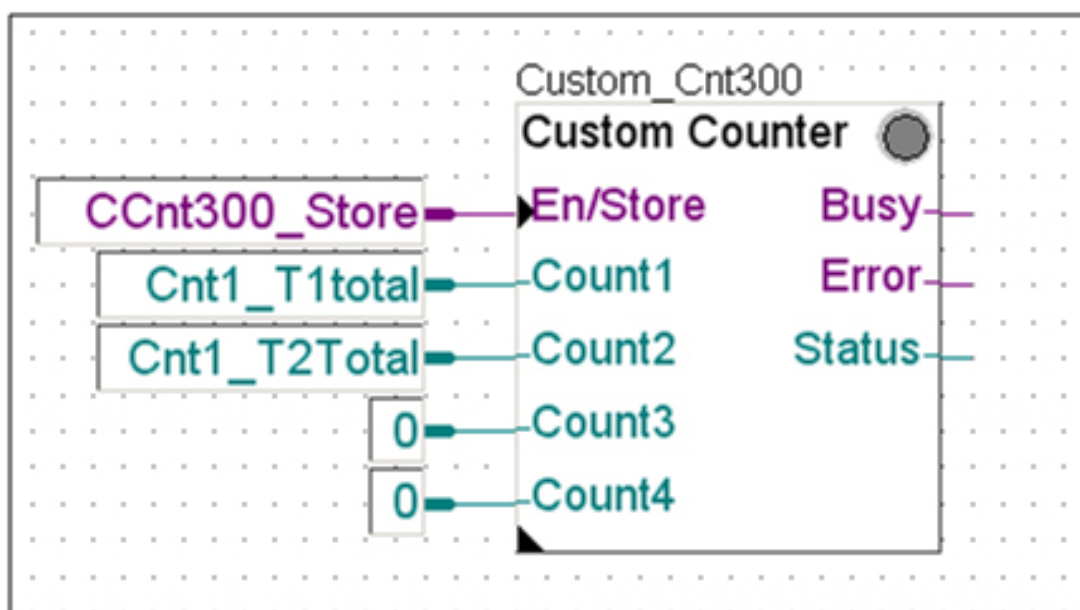 Custom_Cnt300
Custom Counter
CCnt300_Store En/Store Busy
Cnt1_T1total Count1 Error
Cnt1_T2Total Count2 Status
0 Count3
0 Count4